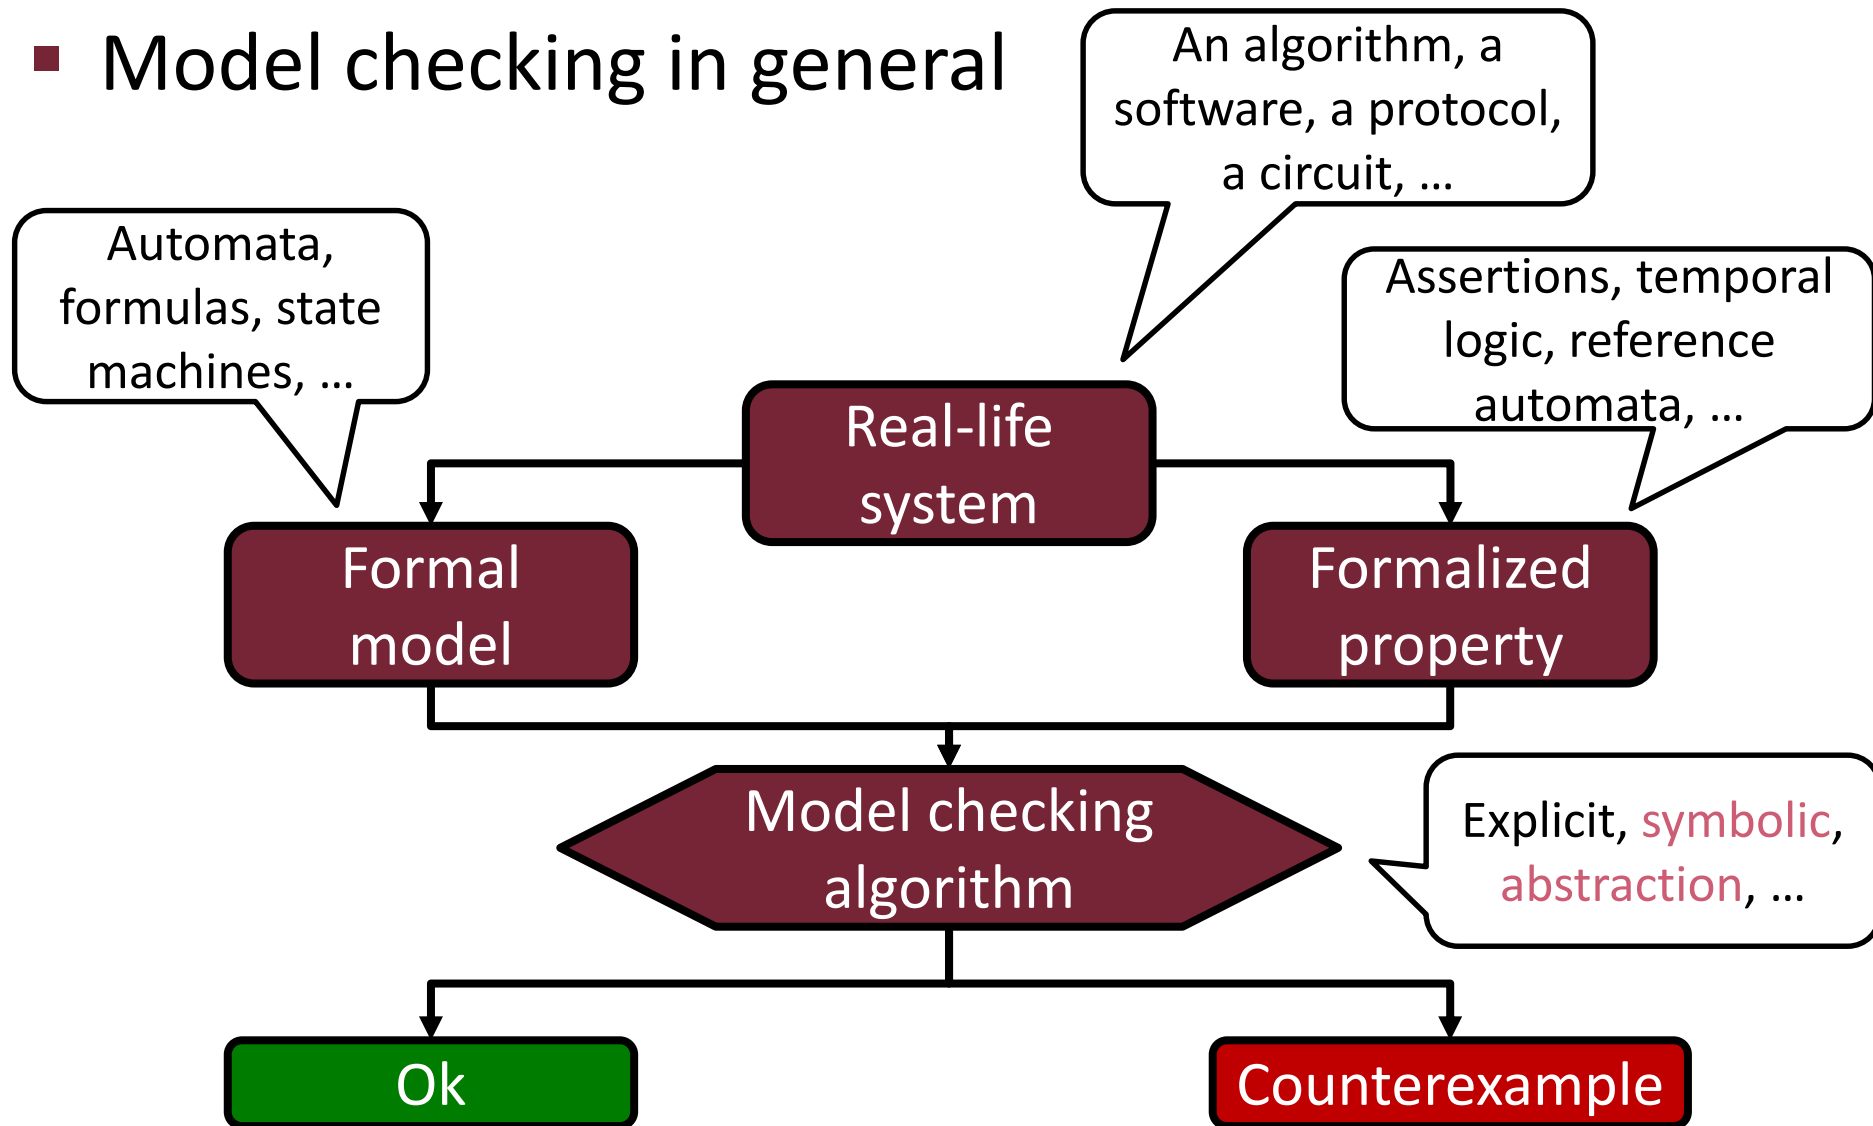 ▪ Model checking in general
An algorithm, a
software, a protocol,
a circuit, …
Automata,
formulas, state
machines, …
Assertions, temporal
logic, reference
automata, …
Real-life
system
Formal
model
Formalized
property
Model checking
algorithm
Explicit, symbolic,
abstraction, …
Ok
Counterexample